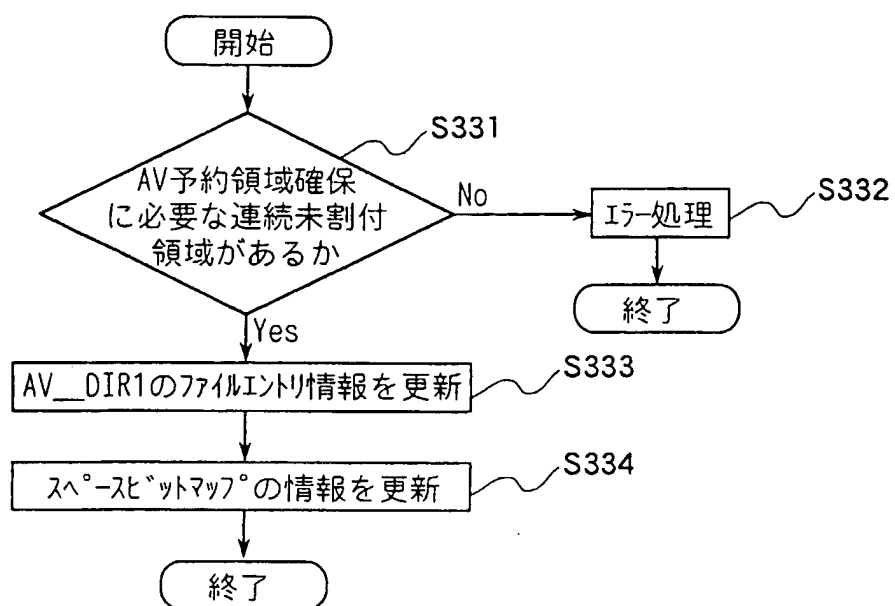 開始
S331
AV予約領域確保
に必要な連続未割付
領域があるか
No
S332
エラー処理
終了
Yes
S333
AV__DIR1のファイルエントリ情報を更新
S334
スペースビットマップの情報を更新
終了